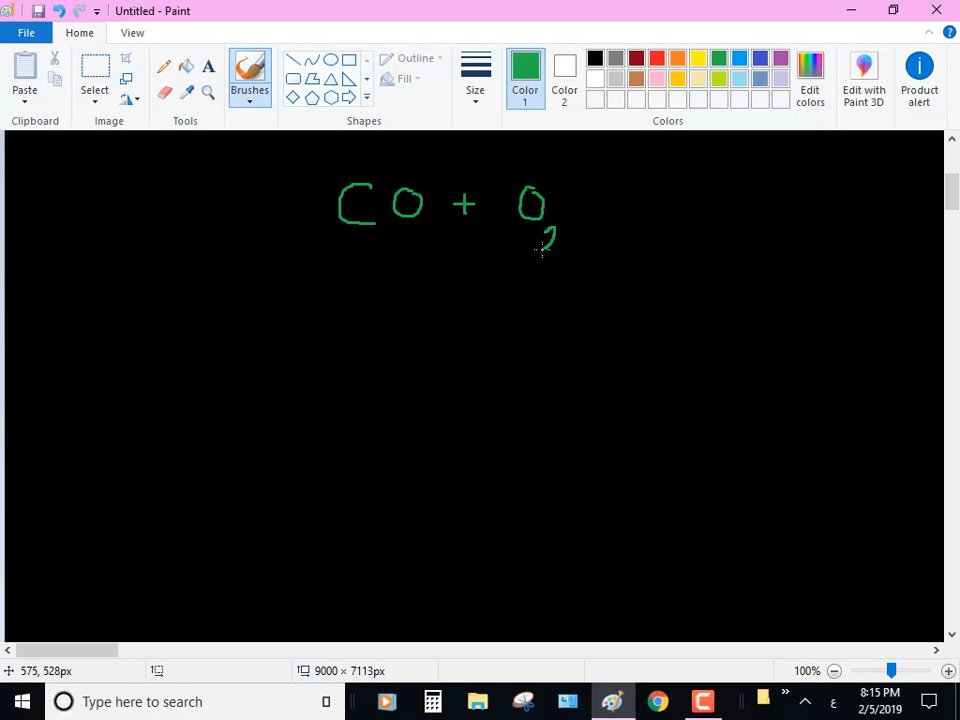 Untitled - Paint
File Home View
Paste Select Brushes Outline Fill Size Color 1 Color 2 Edit colors Edit with Paint 3D Product alert
Clipboard Image Tools Shapes Colors
C O + O2
575, 528px 9000 × 7113px 100%
Type here to search ع 8:15 PM
2/5/2019